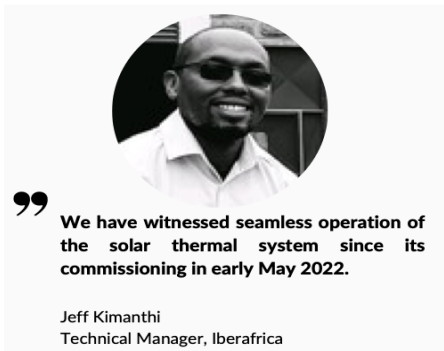 ”
We have witnessed seamless operation of
the solar thermal system since its
commissioning in early May 2022.
Jeff Kimanthi
Technical Manager, Iberafrica